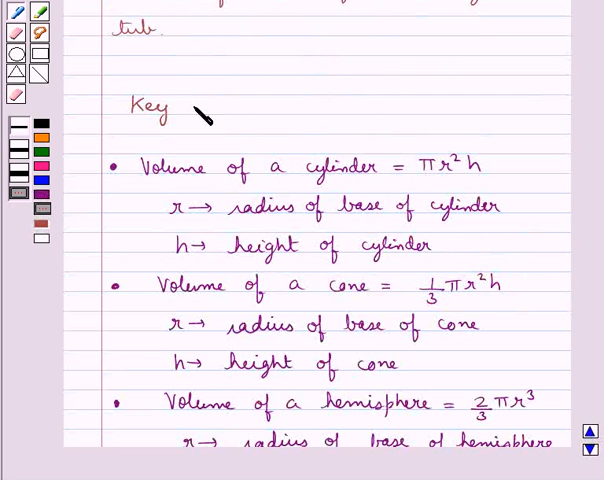 tub.
Key
• Volume of a cylinder = πr²h
r → radius of base of cylinder
h → height of cylinder
• Volume of a cone = 1/3 πr²h
r → radius of base of cone
h → height of cone
• Volume of a hemisphere = 2/3 πr³
r → radius of base of hemisphere